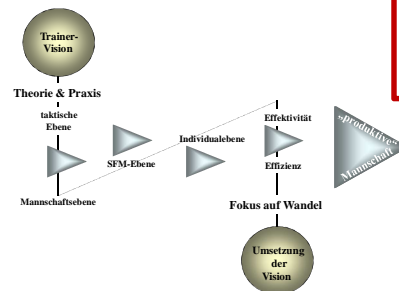 Trainer-
Vision
Theorie & Praxis
taktische
Ebene
Mannschaftsebene
SFM-Ebene
Individualebene
Effektivität
Effizienz
Fokus auf Wandel
Umsetzung
der
Vision
„produktive“
Mannschaft